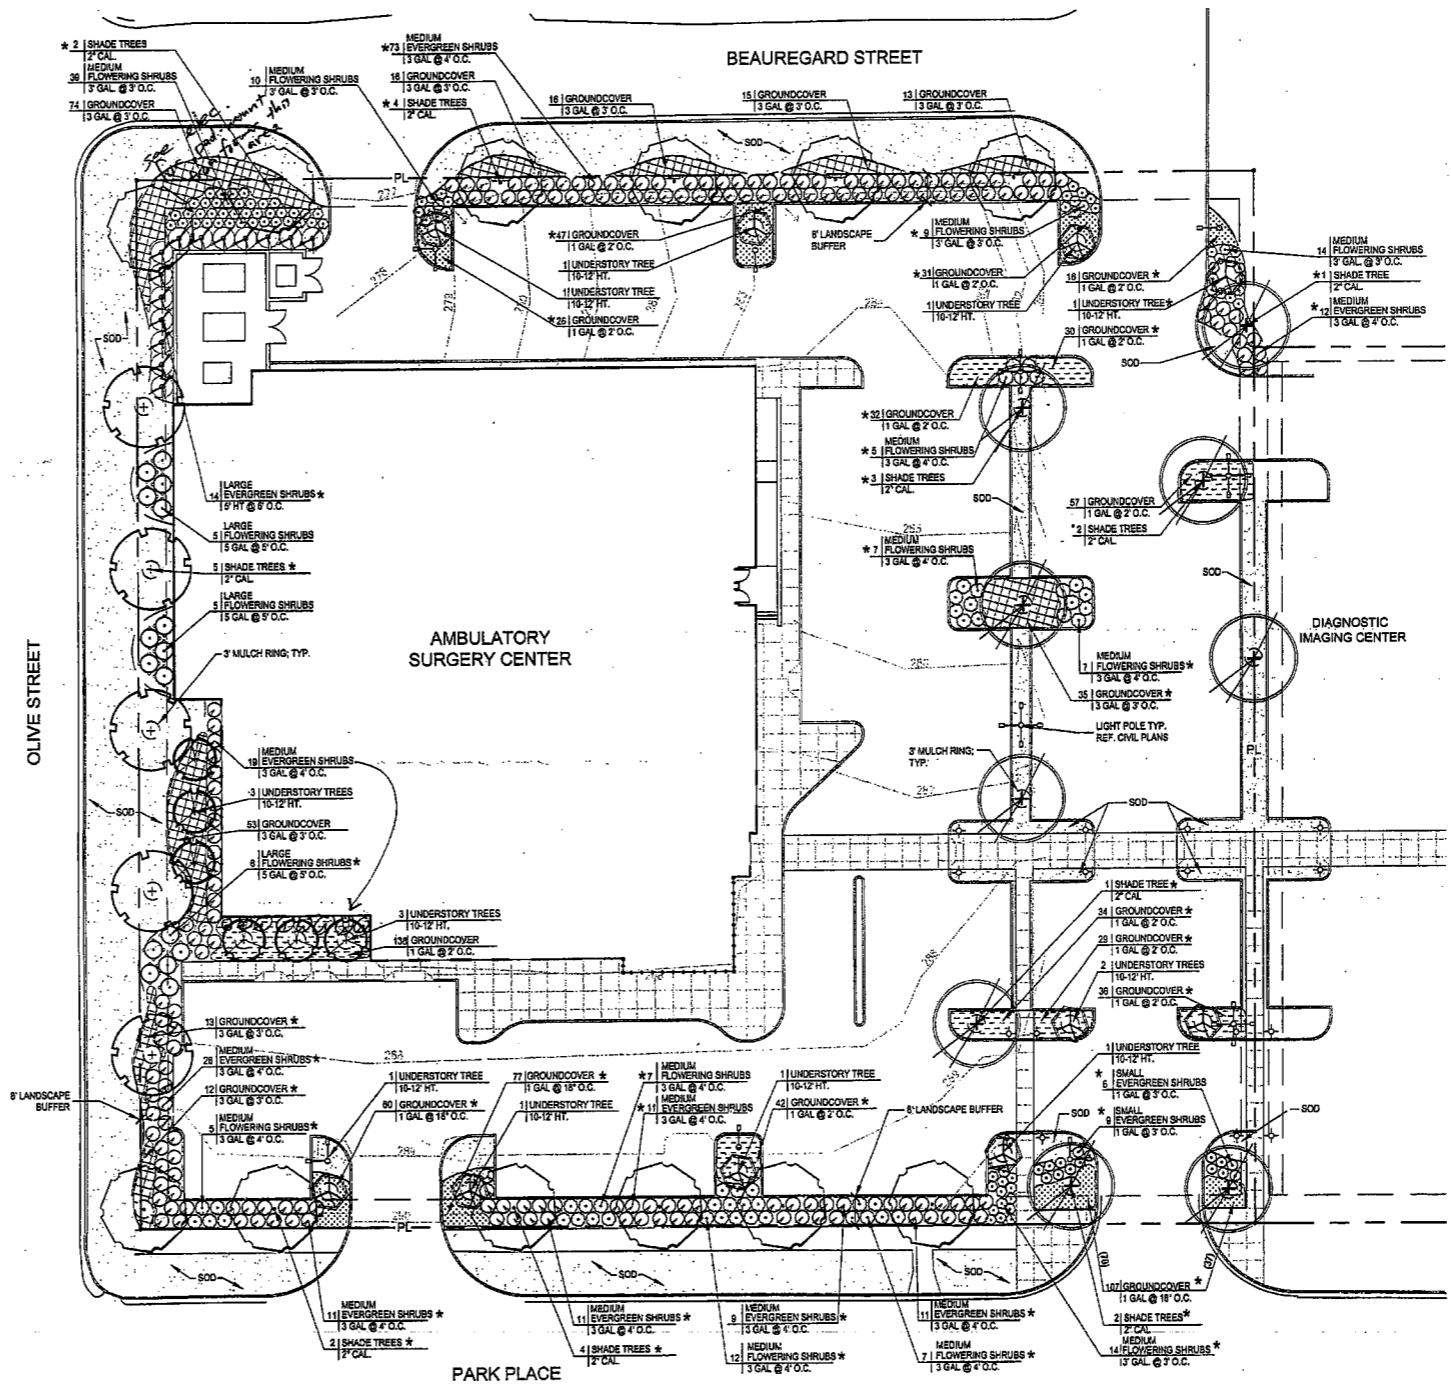 BEAUREGARD STREET
* 2 | SHADE TREES
2" CAL.
39 | MEDIUM
FLOWERING SHRUBS
3' GAL @ 3' O.C.
74 | GROUNDCOVER
3 GAL @ 3' O.C.
see elec.
pad mount
transformer this
area
10 | MEDIUM
FLOWERING SHRUBS
3' GAL @ 3' O.C.
MEDIUM
*73 | EVERGREEN SHRUBS
3 GAL @ 4' O.C.
16 | GROUNDCOVER
3 GAL @ 3' O.C.
* 4 | SHADE TREES
2" CAL.
16 | GROUNDCOVER
3 GAL @ 3' O.C.
15 | GROUNDCOVER
3 GAL @ 3' O.C.
13 | GROUNDCOVER
3 GAL @ 3' O.C.
SOD
PL
277
*47 | GROUNDCOVER
1 GAL @ 2' O.C.
1 | UNDERSTORY TREE
10-12' HT.
1 | UNDERSTORY TREE
10-12' HT.
*26 | GROUNDCOVER
1 GAL @ 2' O.C.
8' LANDSCAPE
BUFFER
MEDIUM
* 9 | FLOWERING SHRUBS
3' GAL @ 3' O.C.
*31 | GROUNDCOVER
1 GAL @ 2' O.C.
1 | UNDERSTORY TREE
10-12' HT.
MEDIUM
14 | FLOWERING SHRUBS
3' GAL @ 3' O.C.
*1 | SHADE TREE
2" CAL.
MEDIUM
*12 | EVERGREEN SHRUBS
3 GAL @ 4' O.C.
16 | GROUNDCOVER *
1 GAL @ 2' O.C.
1 | UNDERSTORY TREE*
10-12' HT.
30 | GROUNDCOVER *
1 GAL @ 2' O.C.
SOD
SOD
*32 | GROUNDCOVER
1 GAL @ 2' O.C.
MEDIUM
* 5 | FLOWERING SHRUBS
3 GAL @ 4' O.C.
* 3 | SHADE TREES
2" CAL.
SOD
57 | GROUNDCOVER
1 GAL @ 2' O.C.
*2 | SHADE TREES
2" CAL.
LARGE
14 | EVERGREEN SHRUBS *
5' HT @ 6' O.C.
LARGE
5 | FLOWERING SHRUBS
5 GAL @ 5' O.C.
5 | SHADE TREES *
2" CAL.
LARGE
5 | FLOWERING SHRUBS
5 GAL @ 5' O.C.
3' MULCH RING; TYP.
MEDIUM
* 7 | FLOWERING SHRUBS
3 GAL @ 4' O.C.
SOD
OLIVE STREET
AMBULATORY
SURGERY CENTER
DIAGNOSTIC
IMAGING CENTER
MEDIUM
7 | FLOWERING SHRUBS *
3 GAL @ 4' O.C.
35 | GROUNDCOVER *
3 GAL @ 3' O.C.
LIGHT POLE TYP.
REF. CIVIL PLANS
3' MULCH RING;
TYP.
PL
MEDIUM
19 | EVERGREEN SHRUBS
3 GAL @ 4' O.C.
3 | UNDERSTORY TREES
10-12' HT.
53 | GROUNDCOVER
3 GAL @ 3' O.C.
LARGE
6 | FLOWERING SHRUBS *
5 GAL @ 5' O.C.
SOD
SOD
3 | UNDERSTORY TREES
10-12' HT.
138 | GROUNDCOVER
1 GAL @ 2' O.C.
1 | SHADE TREE *
2" CAL
34 | GROUNDCOVER *
1 GAL @ 2' O.C.
29 | GROUNDCOVER *
1 GAL @ 2' O.C.
2 | UNDERSTORY TREES
10-12' HT.
36 | GROUNDCOVER *
1 GAL @ 2' O.C.
13 | GROUNDCOVER *
3 GAL @ 3' O.C.
MEDIUM
28 | EVERGREEN SHRUBS *
3 GAL @ 4' O.C.
12 | GROUNDCOVER *
3 GAL @ 3' O.C.
MEDIUM
5 | FLOWERING SHRUBS *
3 GAL @ 4' O.C.
8' LANDSCAPE
BUFFER
1 | UNDERSTORY TREE
10-12' HT.
60 | GROUNDCOVER *
1 GAL @ 18" O.C.
77 | GROUNDCOVER *
1 GAL @ 18" O.C.
1 | UNDERSTORY TREE
10-12' HT.
MEDIUM
*7 | FLOWERING SHRUBS
3 GAL @ 4' O.C.
MEDIUM
*11 | EVERGREEN SHRUBS
3 GAL @ 4' O.C.
1 | UNDERSTORY TREE
10-12' HT.
42 | GROUNDCOVER *
1 GAL @ 2' O.C.
8' LANDSCAPE BUFFER
1 | UNDERSTORY TREE
10-12' HT.
* SMALL
6 | EVERGREEN SHRUBS
1 GAL @ 3' O.C.
* SMALL
9 | EVERGREEN SHRUBS
1 GAL @ 3' O.C.
SOD
SOD
PL
SOD
SOD
SOD
(70)
(37)
107 | GROUNDCOVER *
1 GAL @ 18" O.C.
2 | SHADE TREES*
2" CAL
MEDIUM
14 | FLOWERING SHRUBS *
3' GAL @ 3' O.C.
MEDIUM
11 | EVERGREEN SHRUBS *
3 GAL @ 4' O.C.
2 | SHADE TREES *
2" CAL
MEDIUM
11 | EVERGREEN SHRUBS *
3 GAL @ 4' O.C.
4 | SHADE TREES *
2" CAL
MEDIUM
9 | EVERGREEN SHRUBS *
3 GAL @ 4' O.C.
MEDIUM
12 | FLOWERING SHRUBS *
3 GAL @ 4' O.C.
MEDIUM
11 | EVERGREEN SHRUBS *
3 GAL @ 4' O.C.
MEDIUM
7 | FLOWERING SHRUBS *
3 GAL @ 4' O.C.
PARK PLACE